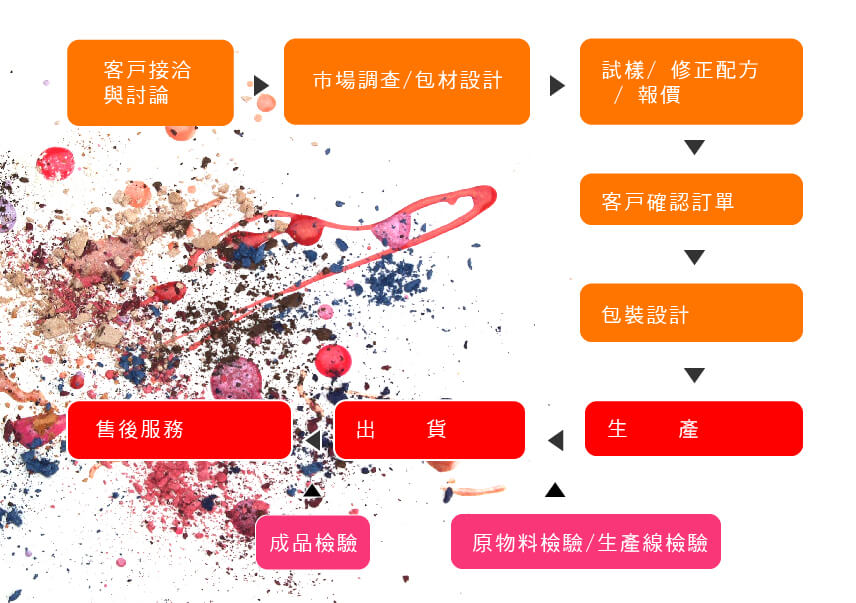 客戸接洽
與討論
市場調查/包材設計
試樣/ 修正配方
/ 報價
客戸確認訂單
包裝設計
售後服務
出 貨
生 產
成品檢驗
原物料檢驗/生產線檢驗